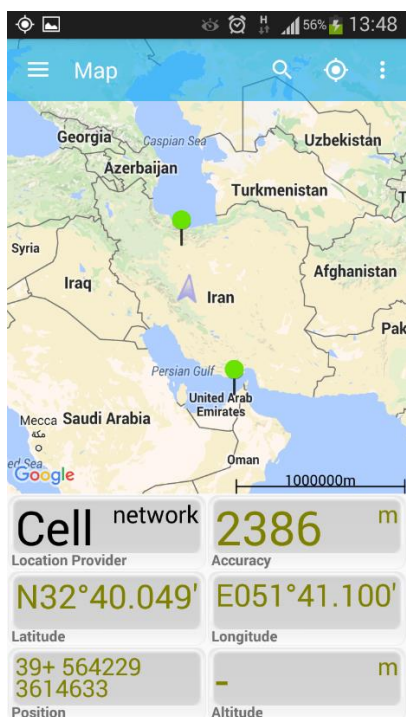 H 56% 13:48
Map
Georgia
Caspian Sea
Uzbekistan
Azerbaijan
Turkmenistan
T
Syria
Afghanistan
Iraq
Iran
Pak
Persian Gulf
United Arab
Emirates
Mecca Saudi Arabia
مكة
ed Sea
Oman
Google
1000000m
Cell network
Location Provider
2386 m
Accuracy
N32°40.049'
Latitude
E051°41.100'
Longitude
39+ 564229
3614633
Position
- m
Altitude